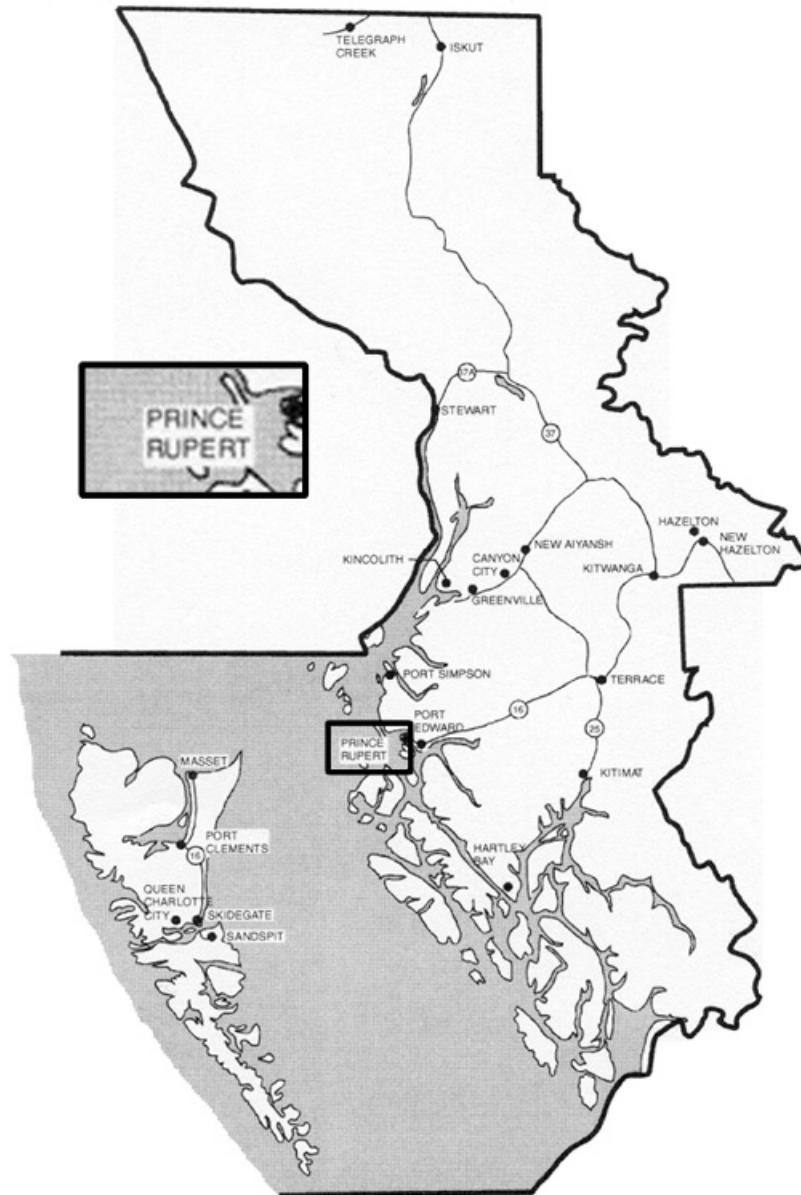 TELEGRAPH
CREEK
ISKUT
37A
STEWART
37
PRINCE
RUPERT
HAZELTON
NEW
HAZELTON
NEW AIYANSH
CANYON
CITY
KINCOLITH
KITWANGA
GREENVILLE
PORT SIMPSON
TERRACE
16
PORT
EDWARD
25
PRINCE
RUPERT
MASSET
KITIMAT
PORT
CLEMENTS
16
HARTLEY
BAY
QUEEN
CHARLOTTE
CITY
SKIDEGATE
SANDSPIT